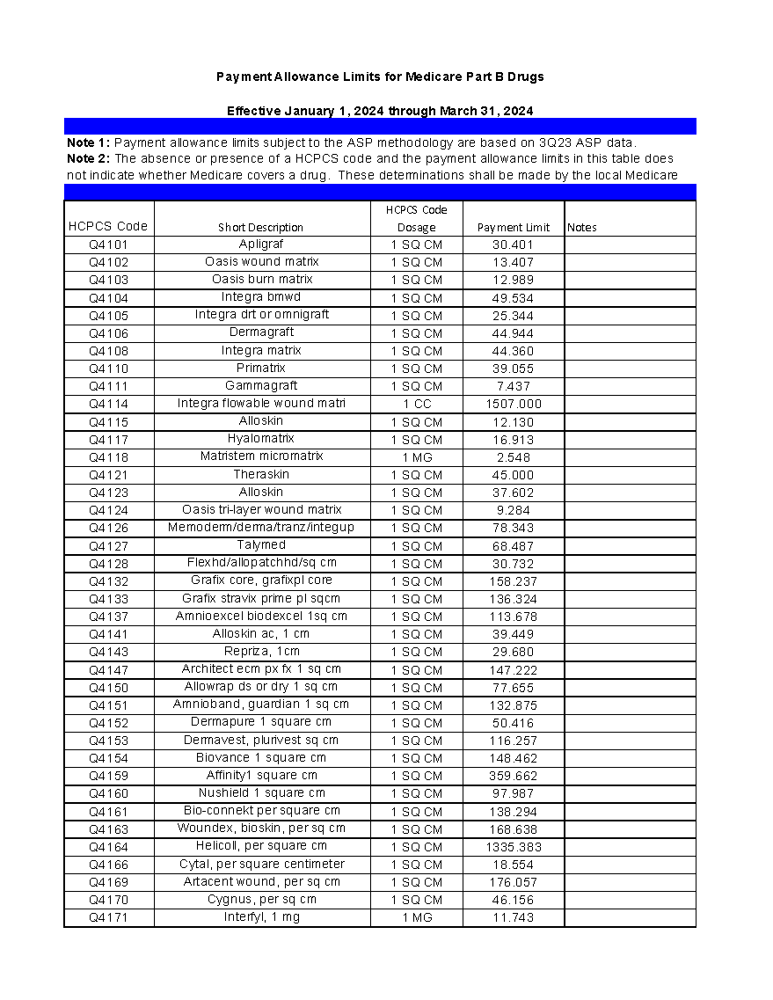 Payment Allowance Limits for Medicare Part B Drugs
Effective January 1, 2024 through March 31, 2024
Note 1: Payment allowance limits subject to the ASP methodology are based on 3Q23 ASP data.
Note 2: The absence or presence of a HCPCS code and the payment allowance limits in this table does
not indicate whether Medicare covers a drug. These determinations shall be made by the local Medicare
HCPCS Code Short Description HCPCS Code Dosage Payment Limit Notes
Q4101 Apligraf 1 SQ CM 30.401
Q4102 Oasis wound matrix 1 SQ CM 13.407
Q4103 Oasis burn matrix 1 SQ CM 12.989
Q4104 Integra bmwd 1 SQ CM 49.534
Q4105 Integra drt or omnigraft 1 SQ CM 25.344
Q4106 Dermagraft 1 SQ CM 44.944
Q4108 Integra matrix 1 SQ CM 44.360
Q4110 Primatrix 1 SQ CM 39.055
Q4111 Gammagraft 1 SQ CM 7.437
Q4114 Integra flowable wound matri 1 CC 1507.000
Q4115 Alloskin 1 SQ CM 12.130
Q4117 Hyalomatrix 1 SQ CM 16.913
Q4118 Matristem micromatrix 1 MG 2.548
Q4121 Theraskin 1 SQ CM 45.000
Q4123 Alloskin 1 SQ CM 37.602
Q4124 Oasis tri-layer wound matrix 1 SQ CM 9.284
Q4126 Memoderm/derma/tranz/integup 1 SQ CM 78.343
Q4127 Talymed 1 SQ CM 68.487
Q4128 Flexhd/allopatchhd/sq cm 1 SQ CM 30.732
Q4132 Grafix core, grafixpl core 1 SQ CM 158.237
Q4133 Grafix stravix prime pl sqcm 1 SQ CM 136.324
Q4137 Amnioexcel biodexcel 1sq cm 1 SQ CM 113.678
Q4141 Alloskin ac, 1 cm 1 SQ CM 39.449
Q4143 Repriza, 1cm 1 SQ CM 29.680
Q4147 Architect ecm px fx 1 sq cm 1 SQ CM 147.222
Q4150 Allowrap ds or dry 1 sq cm 1 SQ CM 77.655
Q4151 Amnioband, guardian 1 sq cm 1 SQ CM 132.875
Q4152 Dermapure 1 square cm 1 SQ CM 50.416
Q4153 Dermavest, plurivest sq cm 1 SQ CM 116.257
Q4154 Biovance 1 square cm 1 SQ CM 148.462
Q4159 Affinity1 square cm 1 SQ CM 359.662
Q4160 Nushield 1 square cm 1 SQ CM 97.987
Q4161 Bio-connekt per square cm 1 SQ CM 138.294
Q4163 Woundex, bioskin, per sq cm 1 SQ CM 168.638
Q4164 Helicoll, per square cm 1 SQ CM 1335.383
Q4166 Cytal, per square centimeter 1 SQ CM 18.554
Q4169 Artacent wound, per sq cm 1 SQ CM 176.057
Q4170 Cygnus, per sq cm 1 SQ CM 46.156
Q4171 Interfyl, 1 mg 1 MG 11.743